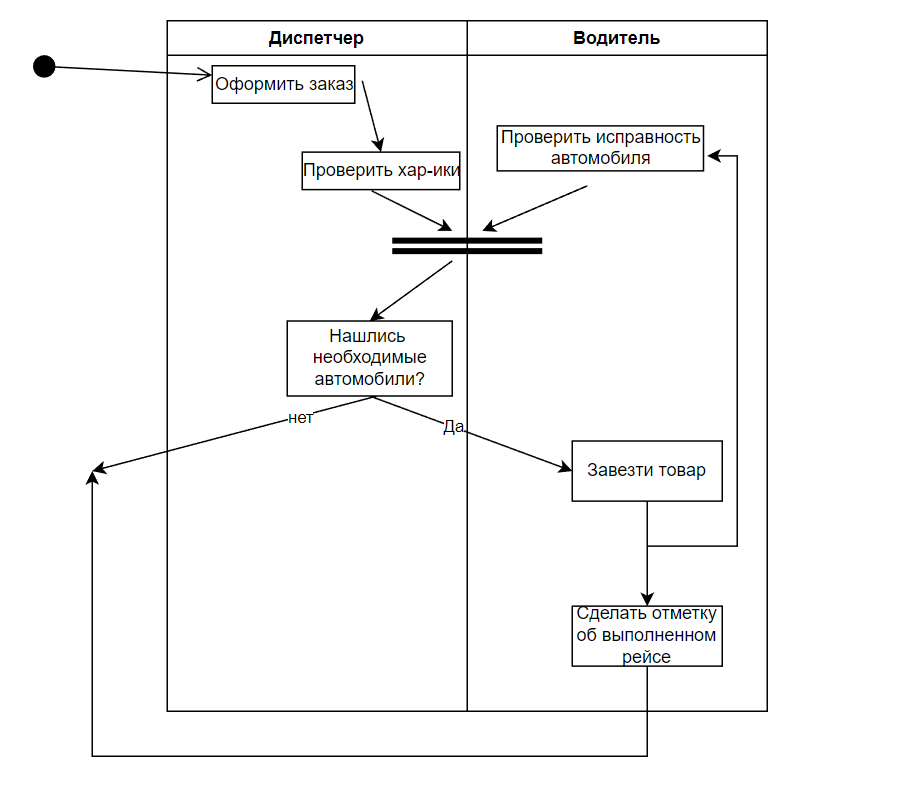 Диспетчер
Водитель
Оформить заказ
Проверить исправность
автомобиля
Проверить хар-ики
Нашлись
необходимые
автомобили?
нет
Да
Завезти товар
Сделать отметку
об выполненном
рейсе